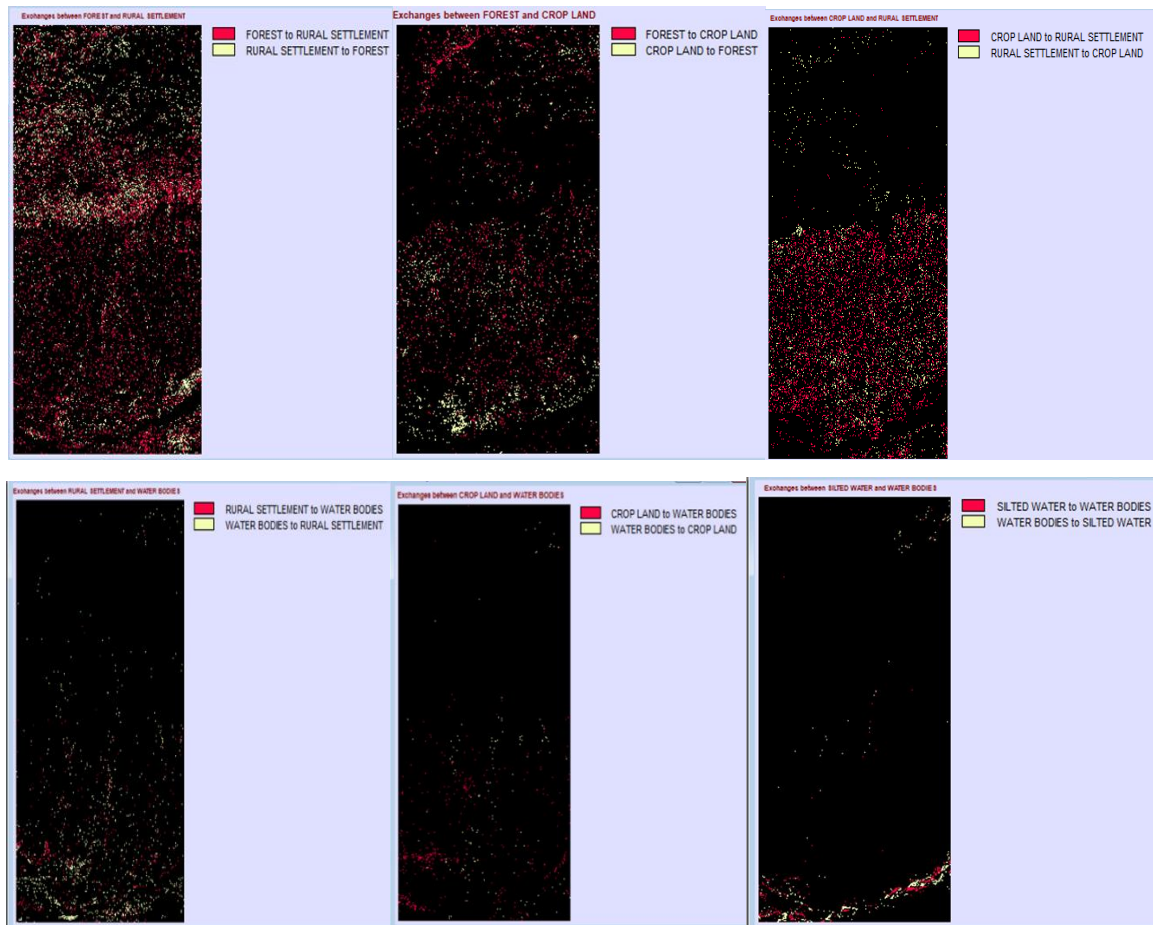 Exchanges between FOREST and RURAL SETTLEMENT
FOREST to RURAL SETTLEMENT
RURAL SETTLEMENT to FOREST
Exchanges between FOREST and CROP LAND
FOREST to CROP LAND
CROP LAND to FOREST
Exchanges between CROP LAND and RURAL SETTLEMENT
CROP LAND to RURAL SETTLEMENT
RURAL SETTLEMENT to CROP LAND
Exchanges between RURAL SETTLEMENT and WATER BODIES
RURAL SETTLEMENT to WATER BODIES
WATER BODIES to RURAL SETTLEMENT
Exchanges between CROP LAND and WATER BODIES
CROP LAND to WATER BODIES
WATER BODIES to CROP LAND
Exchanges between SILTED WATER and WATER BODIES
SILTED WATER to WATER BODIES
WATER BODIES to SILTED WATER